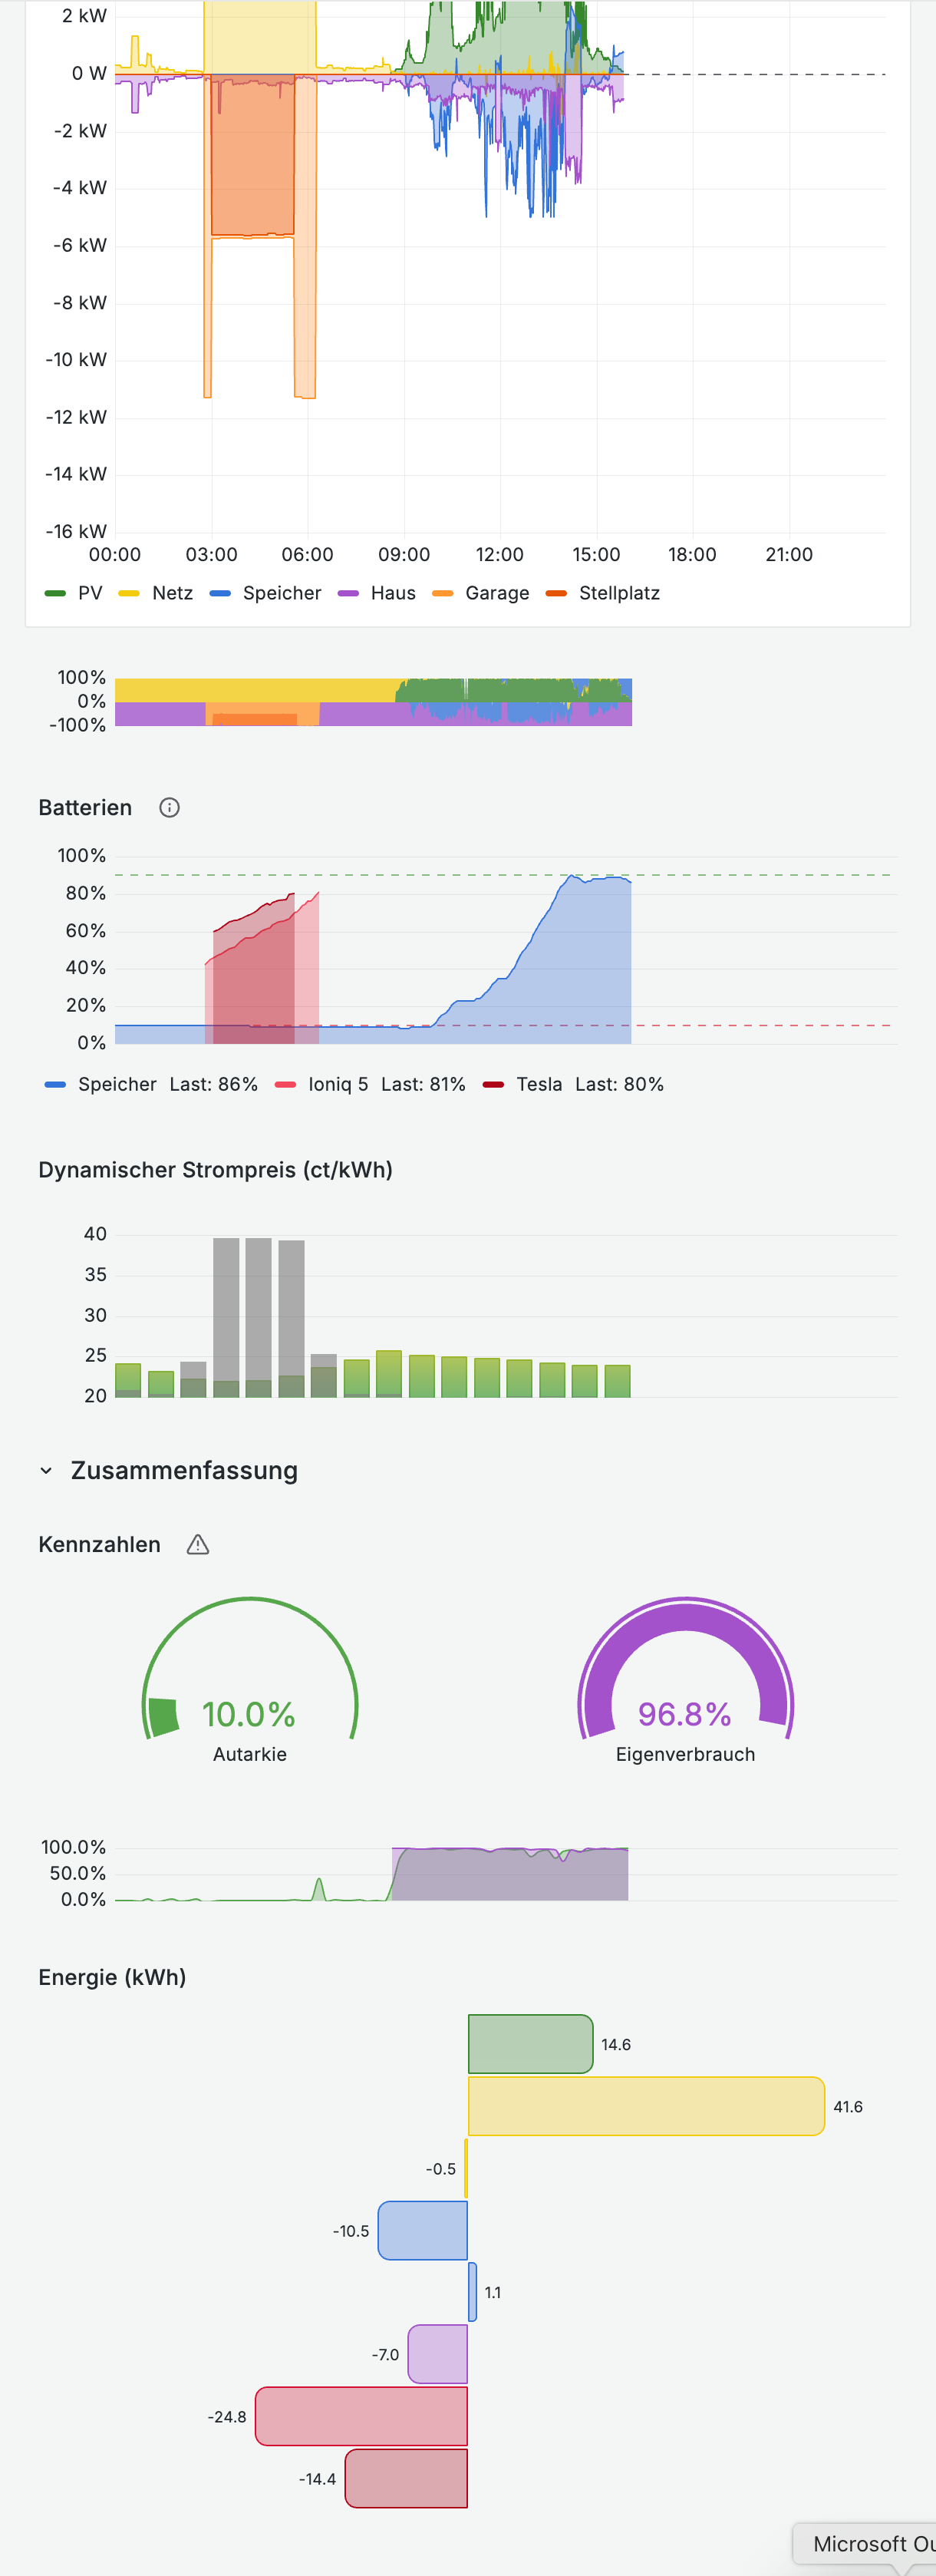 2 kW
0 W
-2 kW
-4 kW
-6 kW
-8 kW
-10 kW
-12 kW
-14 kW
-16 kW
00:00 03:00 06:00 09:00 12:00 15:00 18:00 21:00
PV Netz Speicher Haus Garage Stellplatz
100%
0%
-100%
Batterien
100%
80%
60%
40%
20%
0%
Speicher Last: 86% Ioniq 5 Last: 81% Tesla Last: 80%
Dynamischer Strompreis (ct/kWh)
40
35
30
25
20
Zusammenfassung
Kennzahlen
10.0% 96.8%
Autarkie Eigenverbrauch
100.0%
50.0%
0.0%
Energie (kWh)
14.6
41.6
-0.5
-10.5
1.1
-7.0
-24.8
-14.4
Microsoft Ou